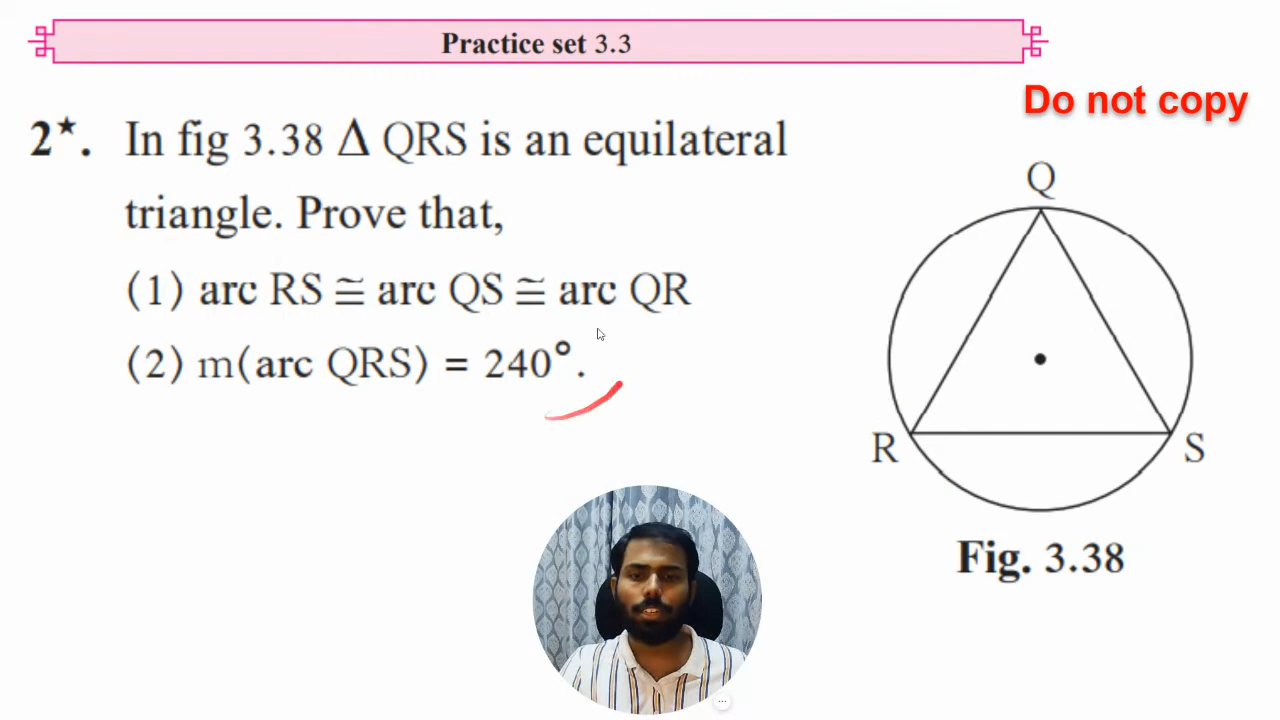 Practice set 3.3
Do not copy
2★. In fig 3.38 Δ QRS is an equilateral
triangle. Prove that,
(1) arc RS ≅ arc QS ≅ arc QR
(2) m(arc QRS) = 240°.
Q
R
S
Fig. 3.38